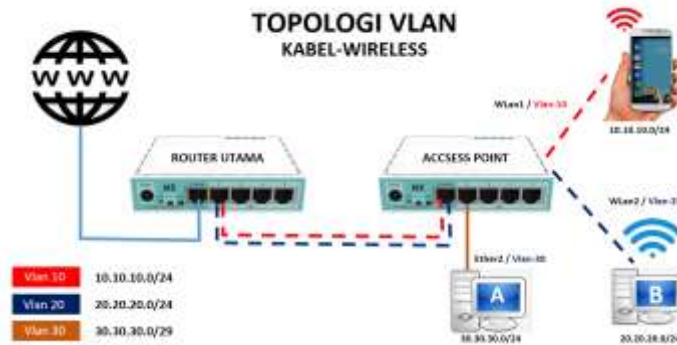 TOPOLOGI VLAN
KABEL-WIRELESS
WWW
WLan1 / Vlan-10
10.10.10.0/24
ROUTER UTAMA
ACCSESS POINT
WLan2 / Vlan-2
Ether2 / Vlan-30
A
B
30.30.30.0/24
20.20.20.0/24
Vlan 10 10.10.10.0/24
Vlan 20 20.20.20.0/24
Vlan 30 30.30.30.0/29